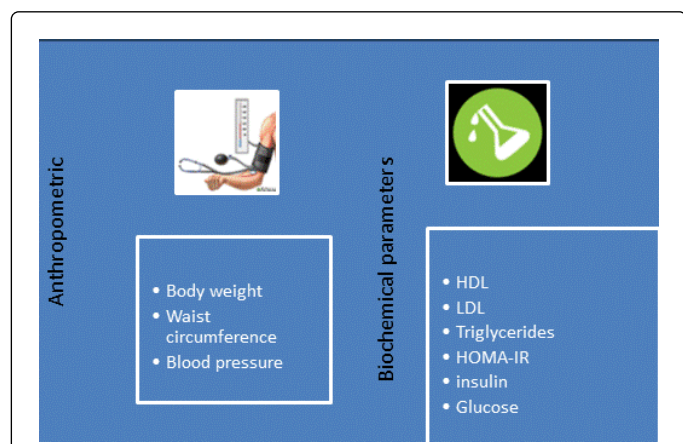 Anthropometric
• Body weight
• Waist
circumference
• Blood pressure
Biochemical parameters
• HDL
• LDL
• Triglycerides
• HOMA-IR
• insulin
• Glucose